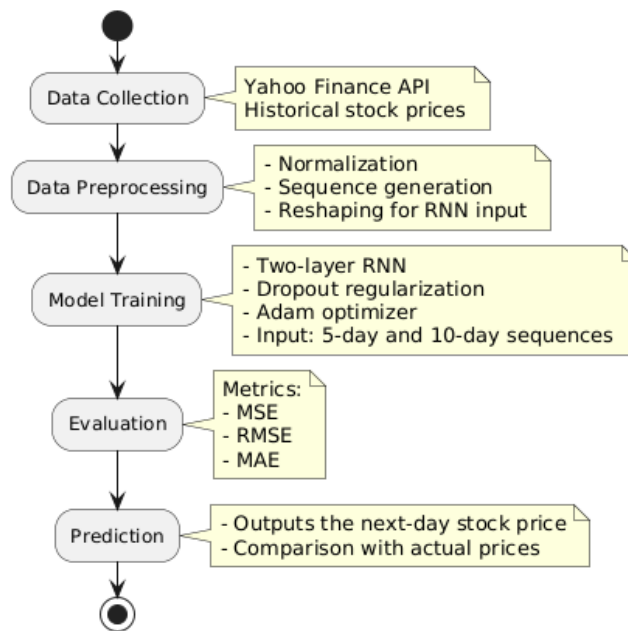 Data Collection
Yahoo Finance API
Historical stock prices
Data Preprocessing
- Normalization
- Sequence generation
- Reshaping for RNN input
Model Training
- Two-layer RNN
- Dropout regularization
- Adam optimizer
- Input: 5-day and 10-day sequences
Evaluation
Metrics:
- MSE
- RMSE
- MAE
Prediction
- Outputs the next-day stock price
- Comparison with actual prices